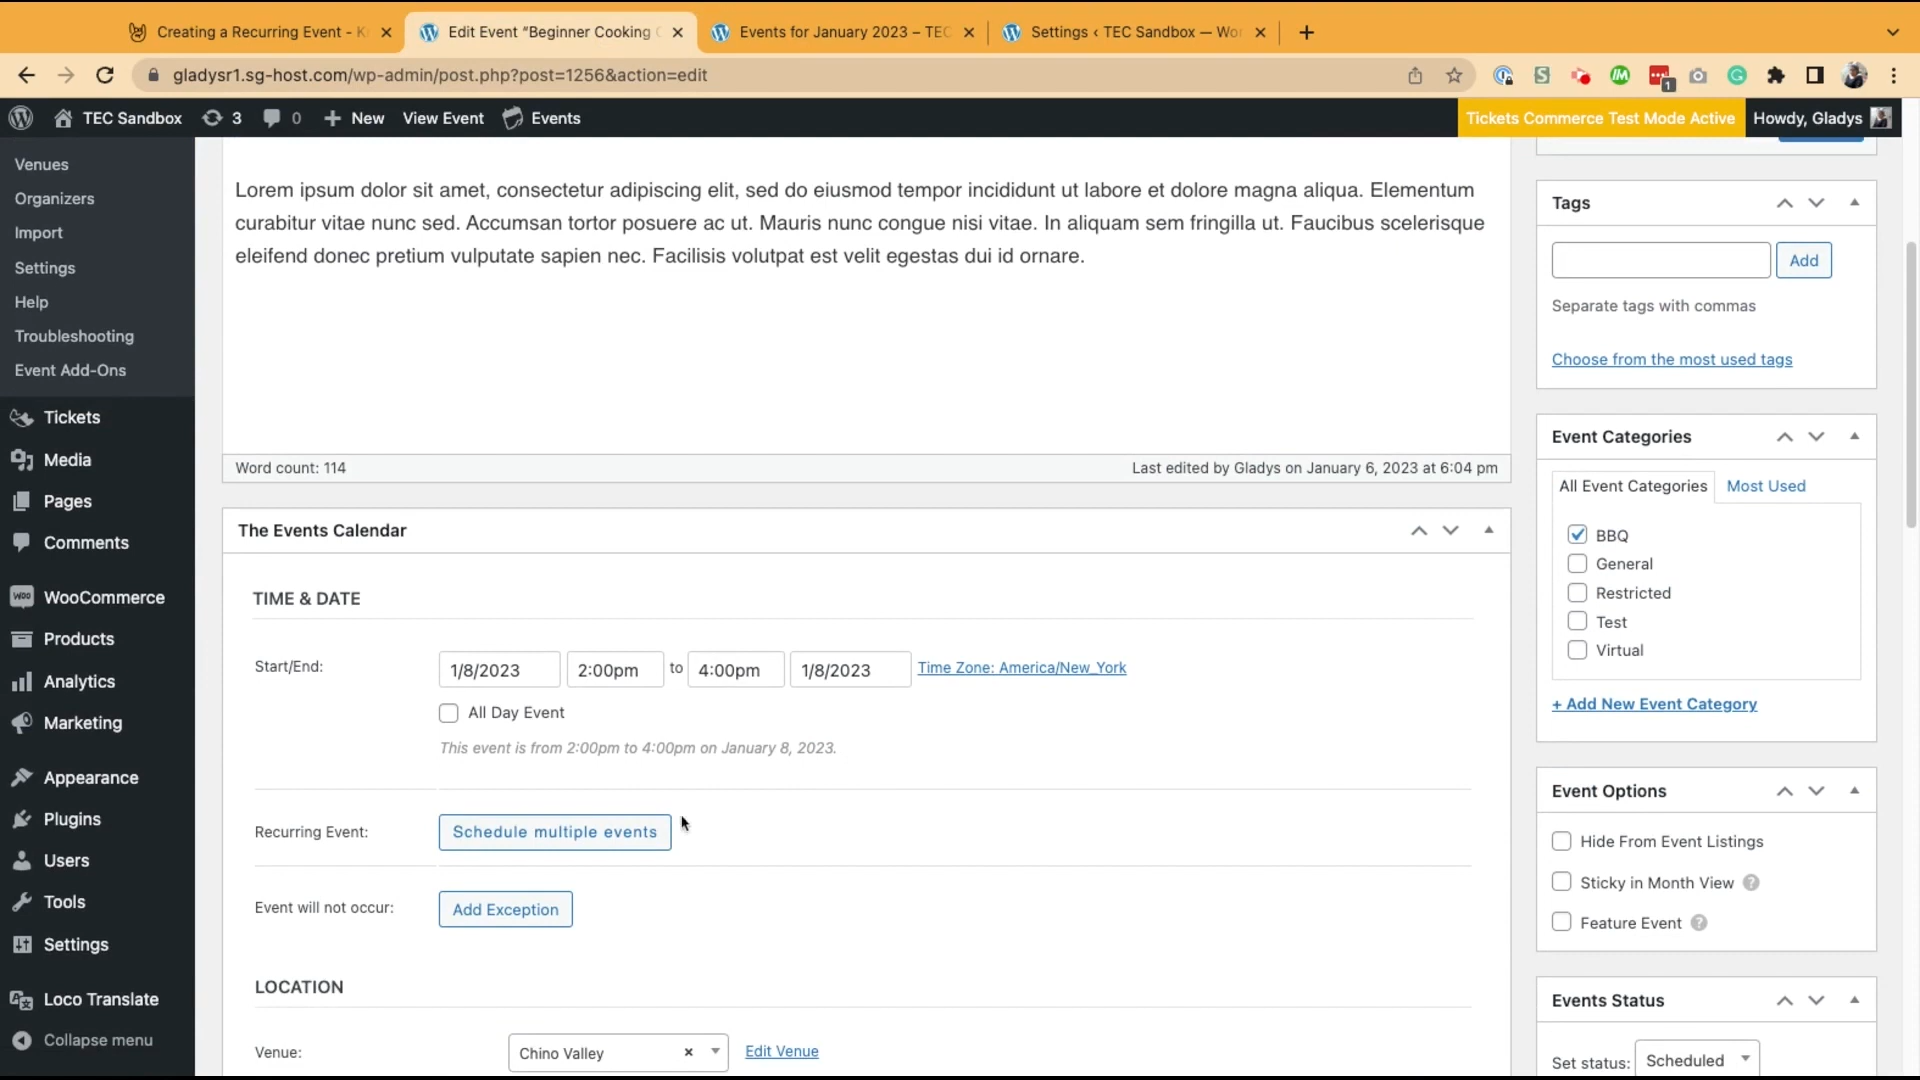 Creating a Recurring Event - K
Edit Event “Beginner Cooking
Events for January 2023 – TEC
Settings ‹ TEC Sandbox — Wor
gladysr1.sg-host.com/wp-admin/post.php?post=1256&action=edit
1
TEC Sandbox
3
0
New
View Event
Events
Tickets Commerce Test Mode Active
Howdy, Gladys
Venues
Organizers
Import
Settings
Help
Troubleshooting
Event Add-Ons
Tickets
Media
Pages
Comments
WooCommerce
Products
Analytics
Marketing
Appearance
Plugins
Users
Tools
Settings
Loco Translate
Collapse menu
Lorem ipsum dolor sit amet, consectetur adipiscing elit, sed do eiusmod tempor incididunt ut labore et dolore magna aliqua. Elementum
curabitur vitae nunc sed. Accumsan tortor posuere ac ut. Mauris nunc congue nisi vitae. In aliquam sem fringilla ut. Faucibus scelerisque
eleifend donec pretium vulputate sapien nec. Facilisis volutpat est velit egestas dui id ornare.
Word count: 114
Last edited by Gladys on January 6, 2023 at 6:04 pm
The Events Calendar
TIME & DATE
Start/End:
1/8/2023 2:00pm to 4:00pm 1/8/2023 Time Zone: America/New_York
All Day Event
This event is from 2:00pm to 4:00pm on January 8, 2023.
Recurring Event:
Schedule multiple events
Event will not occur:
Add Exception
LOCATION
Venue:
Chino Valley
Edit Venue
Tags
Add
Separate tags with commas
Choose from the most used tags
Event Categories
All Event Categories
Most Used
BBQ
General
Restricted
Test
Virtual
+ Add New Event Category
Event Options
Hide From Event Listings
Sticky in Month View ?
Feature Event ?
Events Status
Set status: Scheduled